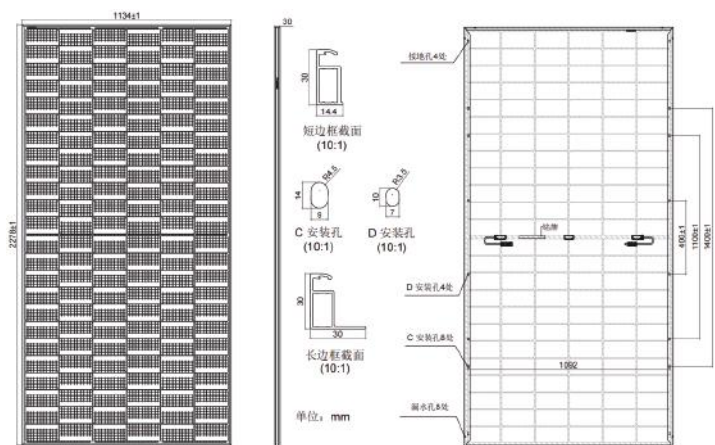 1134±1
30
2278±1
30
14.4
短边框截面
(10:1)
R4.5
14
9
C 安装孔
(10:1)
R3.5
10
7
D 安装孔
(10:1)
30
30
长边框截面
(10:1)
单位：mm
接地孔4处
铭牌
400±1
1100±1
1400±1
D 安装孔4处
C 安装孔8处
1092
漏水孔8处